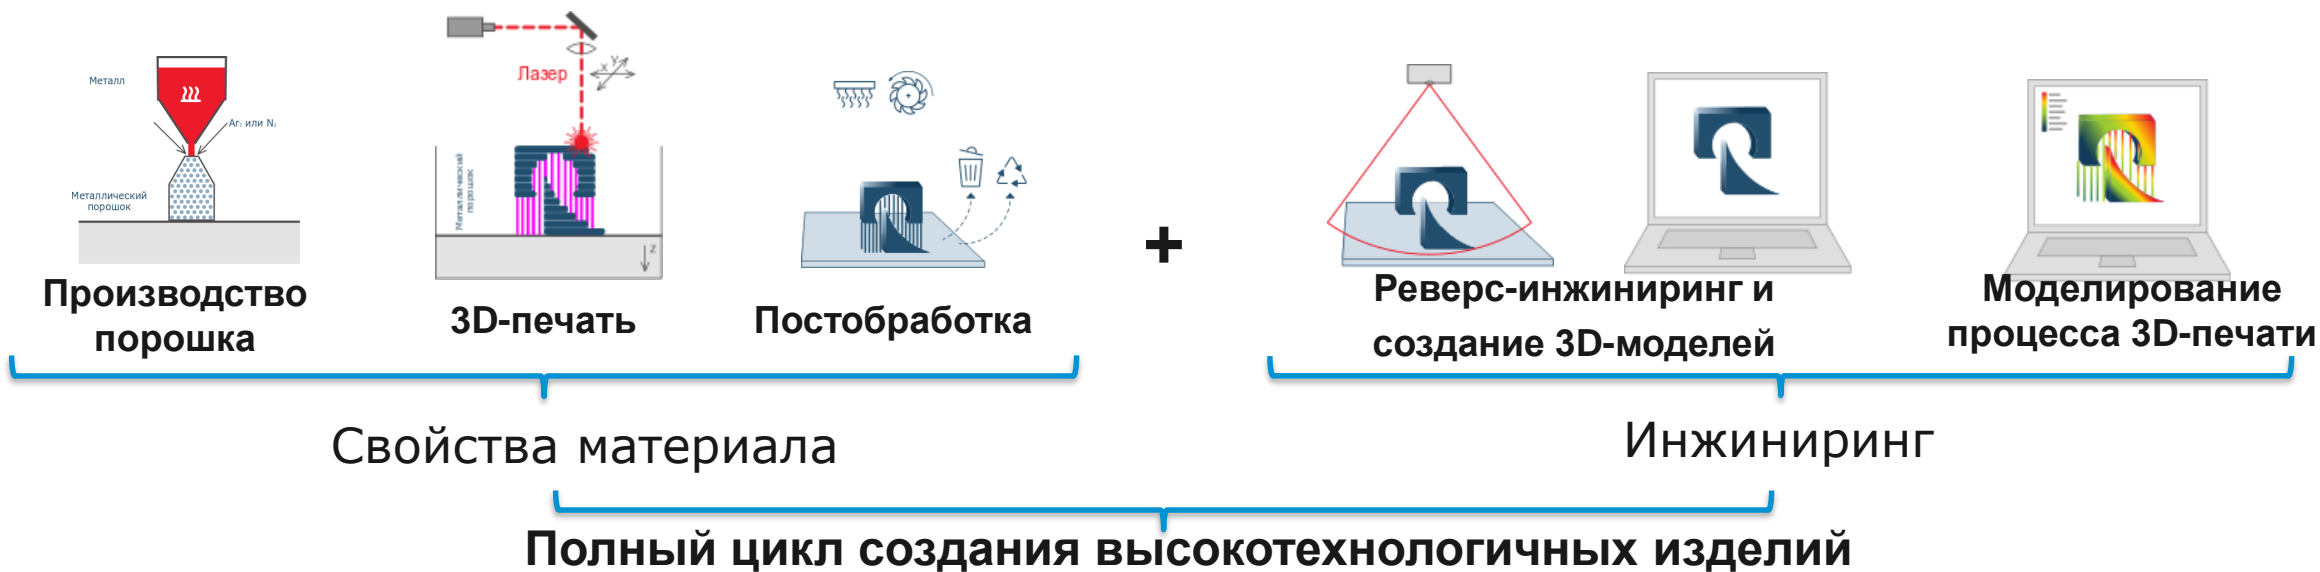 Металл
Ar₂ или N₂
Металлический
порошок
Производство
порошка
Лазер
X
Y
Металлический
порошок
Z
3D-печать
Постобработка
+
Реверс-инжиниринг и
создание 3D-моделей
Моделирование
процесса 3D-печати
Свойства материала
Инжиниринг
Полный цикл создания высокотехнологичных изделий